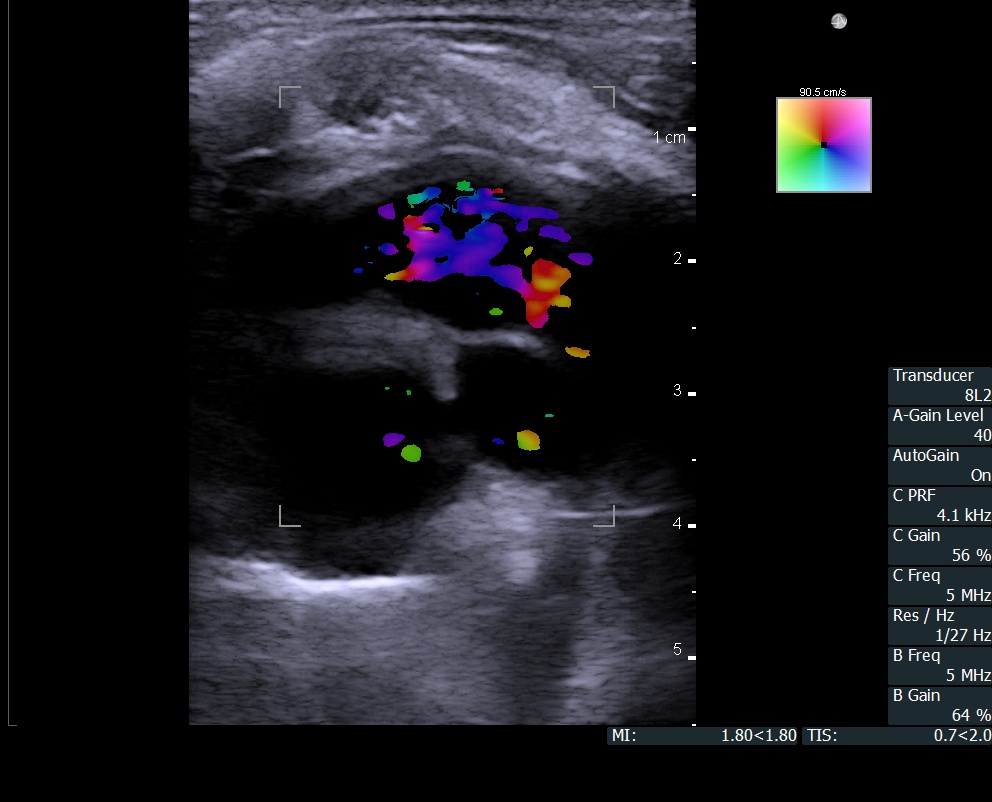 90.5 cm/s
1 cm
2
3
4
5
Transducer
8L2
A-Gain Level
40
AutoGain
On
C PRF
4.1 kHz
C Gain
56 %
C Freq
5 MHz
Res / Hz
1/27 Hz
B Freq
5 MHz
B Gain
64 %
MI: 1.80<1.80 TIS: 0.7<2.0